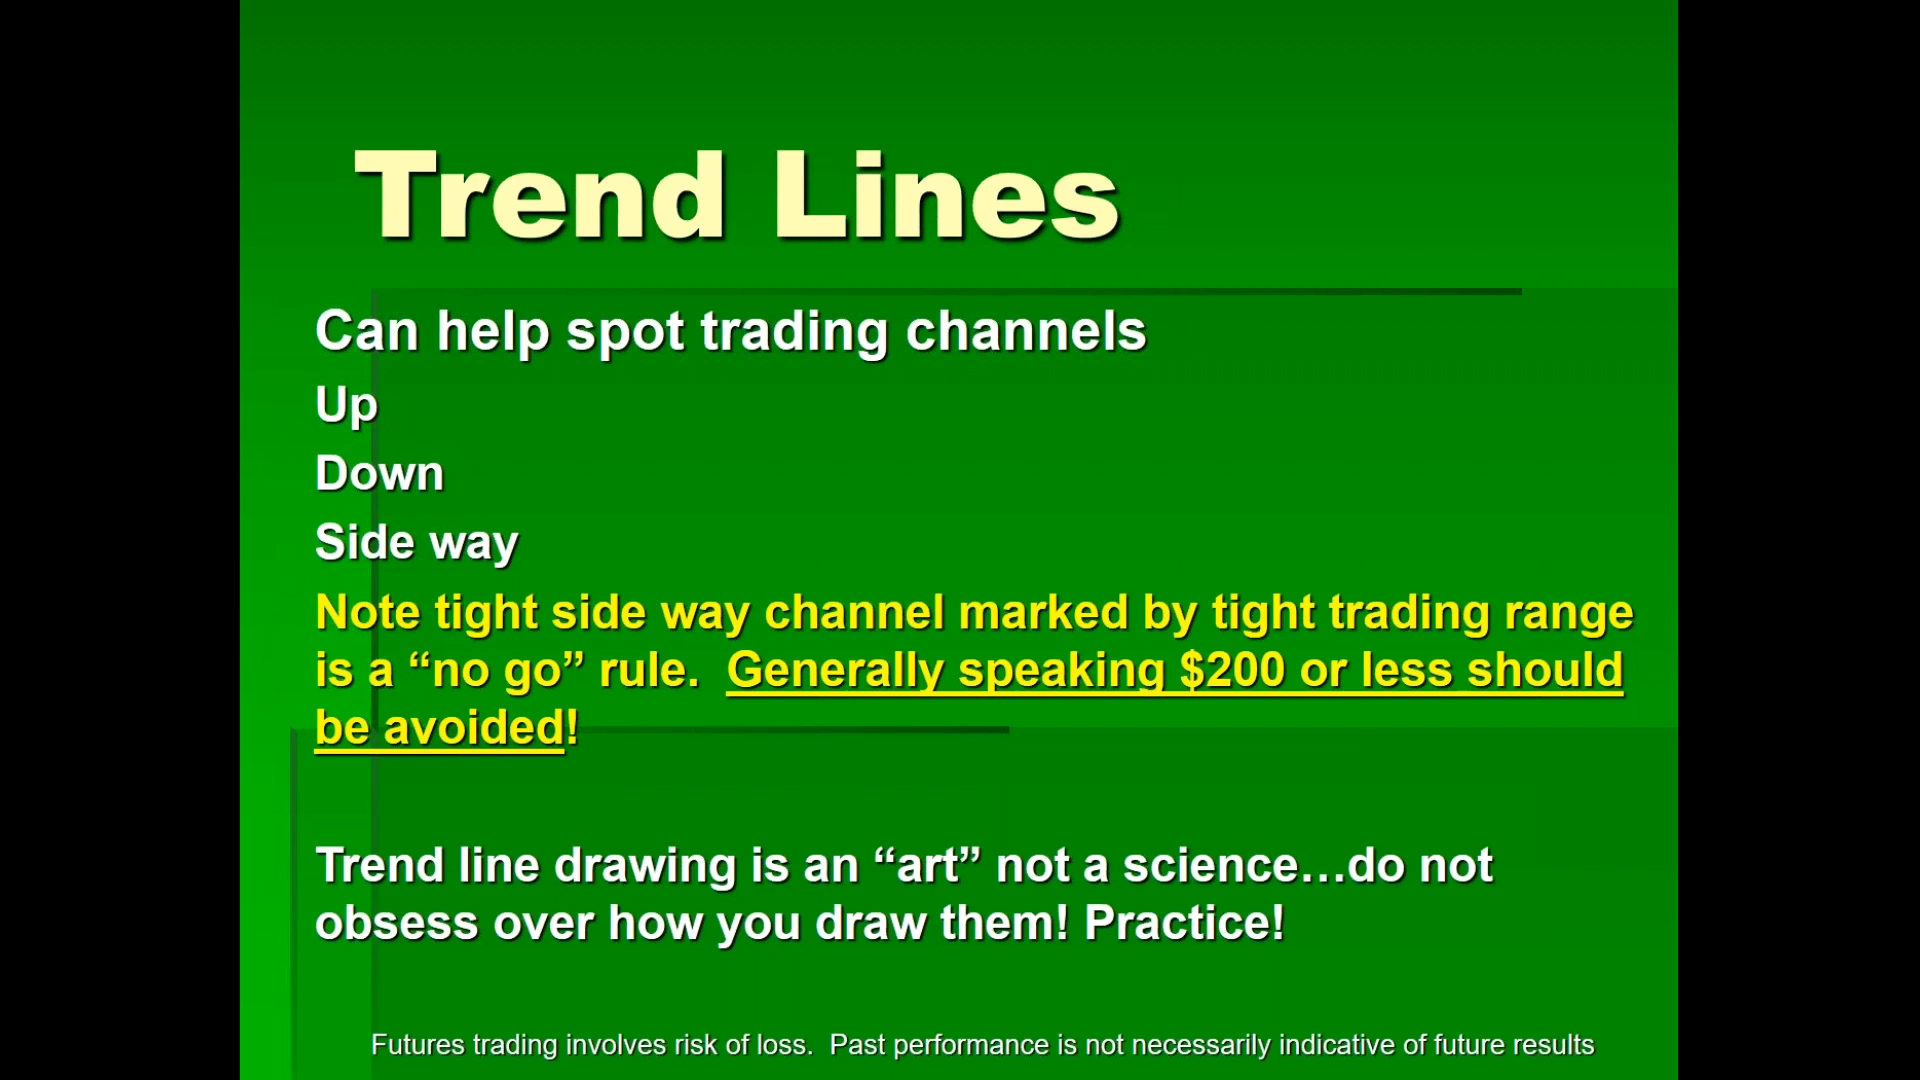 Trend Lines
Can help spot trading channels
Up
Down
Side way
Note tight side way channel marked by tight trading range
is a “no go” rule.  Generally speaking $200 or less should
be avoided!
Trend line drawing is an “art” not a science…do not
obsess over how you draw them! Practice!
Futures trading involves risk of loss.  Past performance is not necessarily indicative of future results